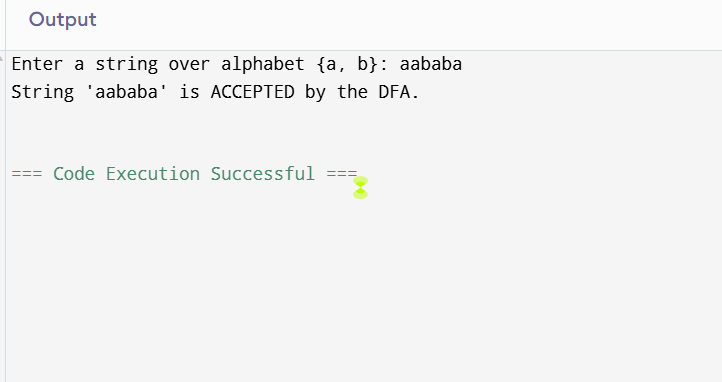 Output
Enter a string over alphabet {a, b}: aababa
String 'aababa' is ACCEPTED by the DFA.
=== Code Execution Successful ===